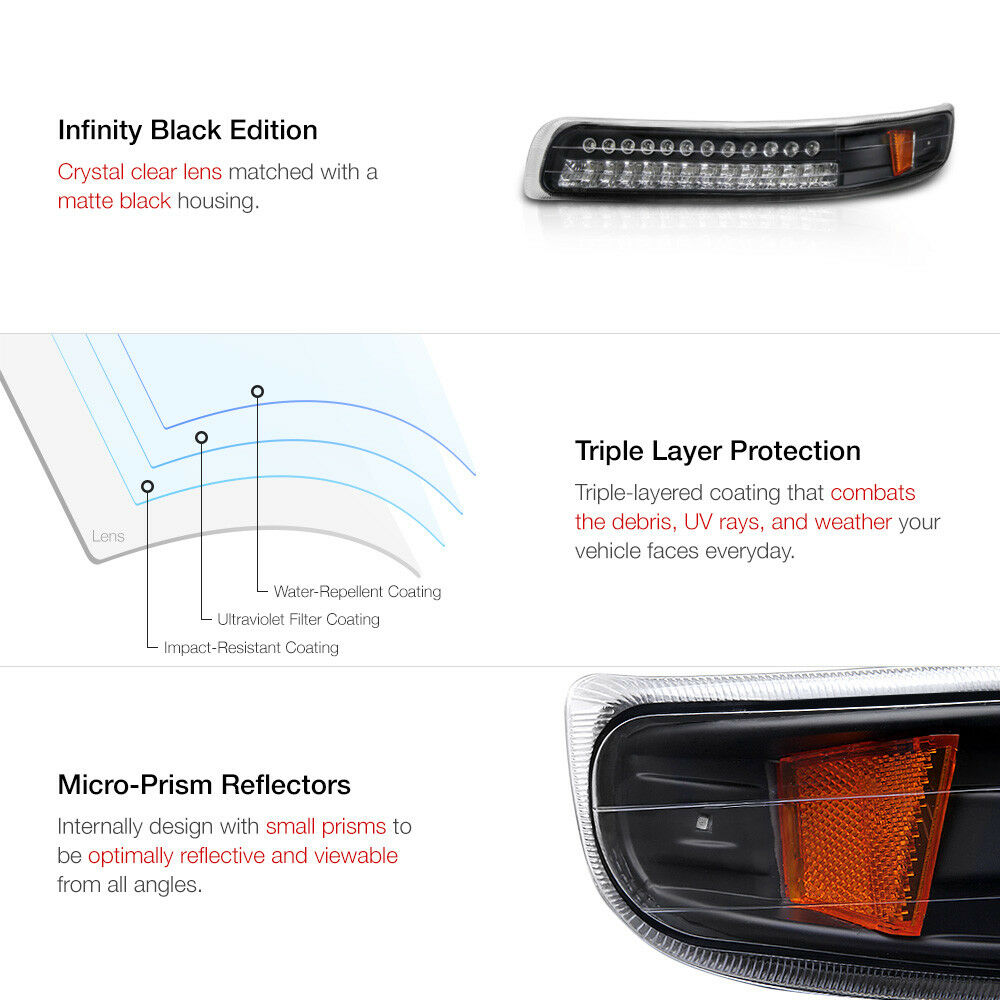 Infinity Black Edition
Crystal clear lens matched with a
matte black housing.
Lens
Water-Repellent Coating
Ultraviolet Filter Coating
Impact-Resistant Coating
Triple Layer Protection
Triple-layered coating that combats
the debris, UV rays, and weather your
vehicle faces everyday.
Micro-Prism Reflectors
Internally design with small prisms to
be optimally reflective and viewable
from all angles.